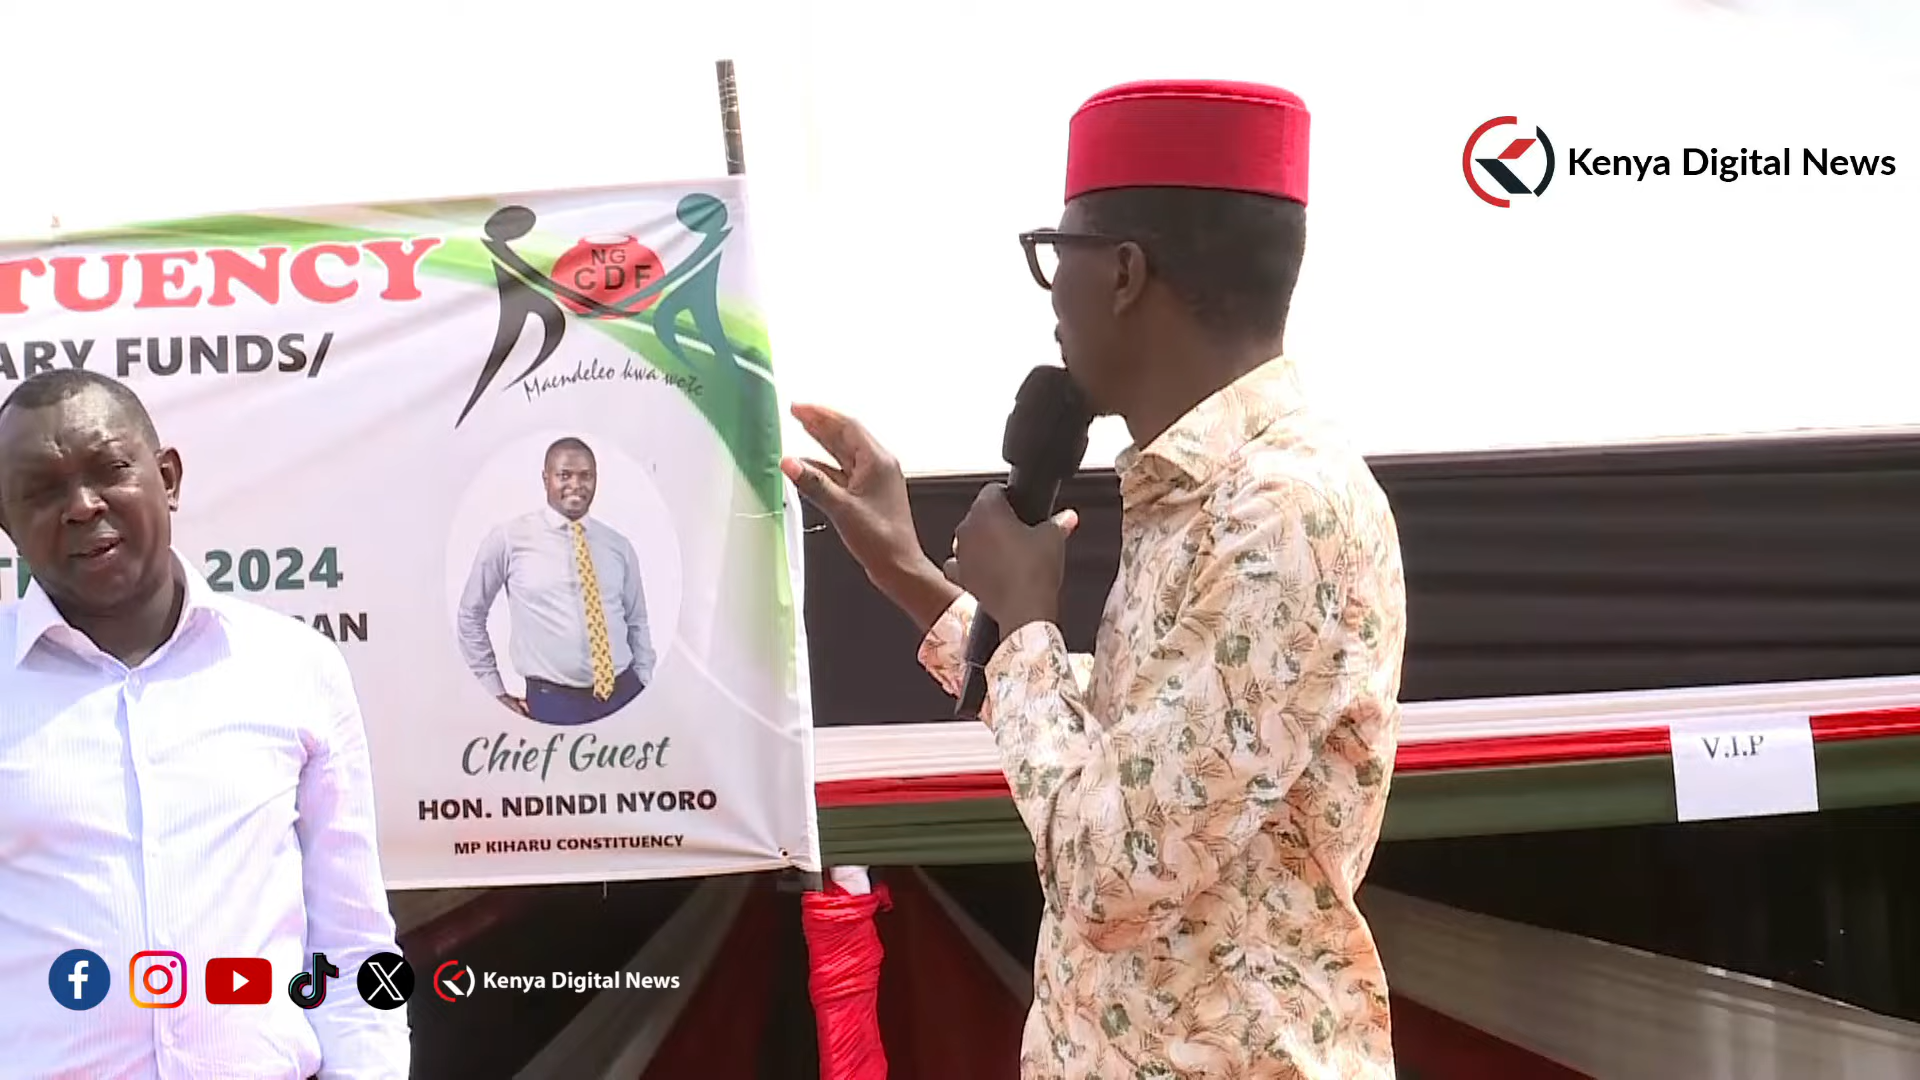 Kenya Digital News
TUENCY
NG
CDF
ARY FUNDS/
Maendeleo kwa wote
2024
Chief Guest
HON. NDINDI NYORO
MP KIHARU CONSTITUENCY
V.I.P
Kenya Digital News